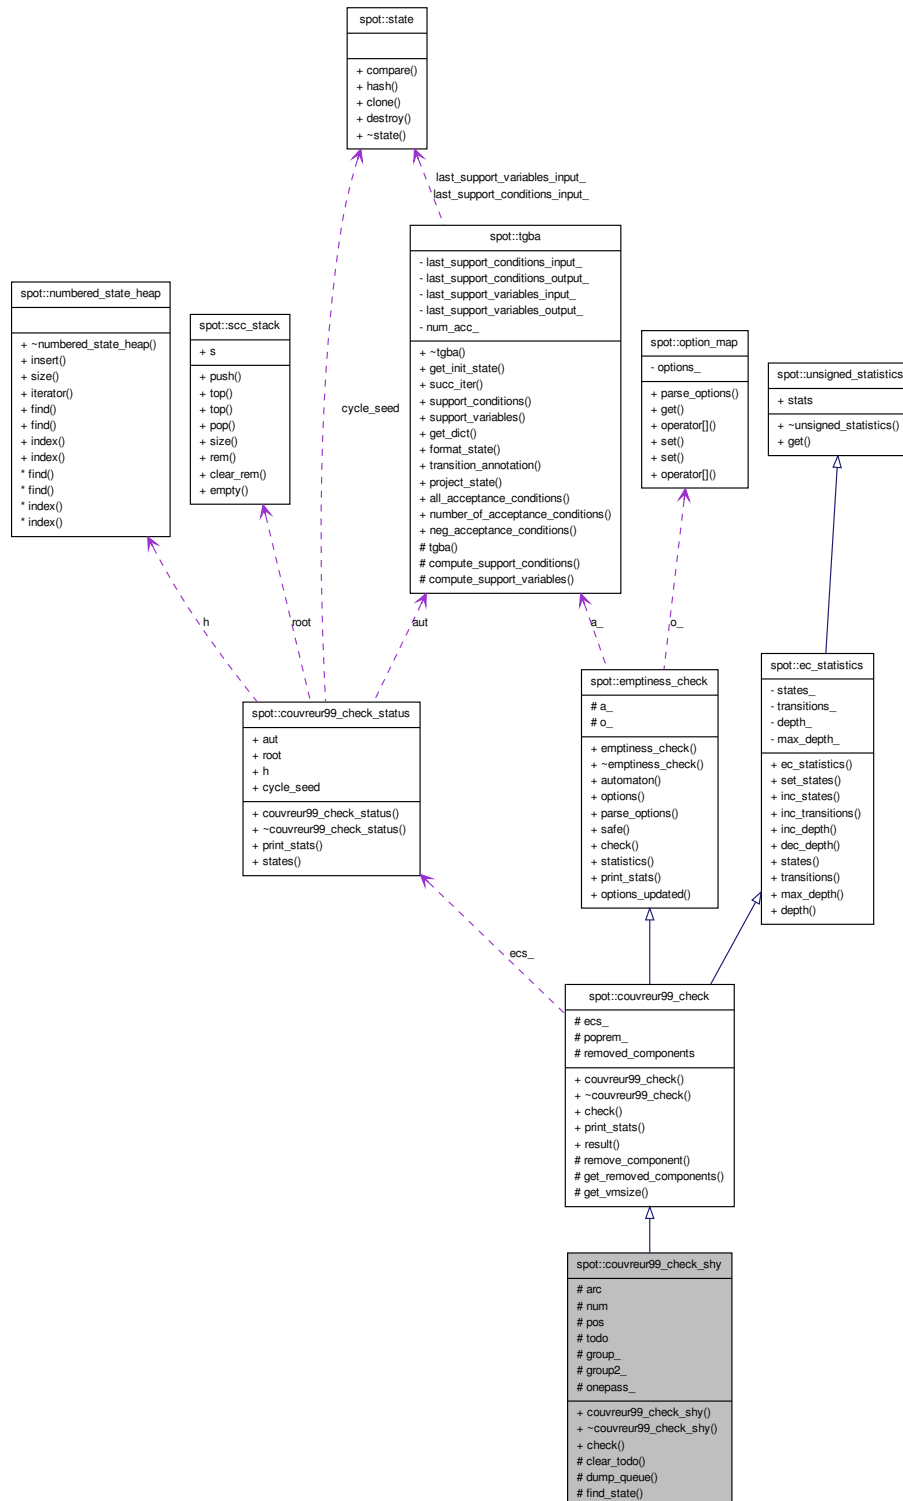 spot::state
+ compare()
+ hash()
+ clone()
+ destroy()
+ ~state()
last_support_variables_input_
last_support_conditions_input_
spot::tgba
- last_support_conditions_input_
- last_support_conditions_output_
- last_support_variables_input_
- last_support_variables_output_
- num_acc_
+ ~tgba()
+ get_init_state()
+ succ_iter()
+ support_conditions()
+ support_variables()
+ get_dict()
+ format_state()
+ transition_annotation()
+ project_state()
+ all_acceptance_conditions()
+ number_of_acceptance_conditions()
+ neg_acceptance_conditions()
# tgba()
# compute_support_conditions()
# compute_support_variables()
spot::numbered_state_heap
+ ~numbered_state_heap()
+ insert()
+ size()
+ iterator()
+ find()
+ find()
+ index()
+ index()
* find()
* find()
* index()
* index()
spot::scc_stack
+ s
+ push()
+ top()
+ top()
+ pop()
+ size()
+ rem()
+ clear_rem()
+ empty()
cycle_seed
spot::option_map
- options_
+ parse_options()
+ get()
+ operator[]()
+ set()
+ set()
+ operator[]()
spot::unsigned_statistics
+ stats
+ ~unsigned_statistics()
+ get()
h
root
aut
a_
o_
spot::couvreur99_check_status
+ aut
+ root
+ h
+ cycle_seed
+ couvreur99_check_status()
+ ~couvreur99_check_status()
+ print_stats()
+ states()
spot::emptiness_check
# a_
# o_
+ emptiness_check()
+ ~emptiness_check()
+ automaton()
+ options()
+ parse_options()
+ safe()
+ check()
+ statistics()
+ print_stats()
+ options_updated()
spot::ec_statistics
- states_
- transitions_
- depth_
- max_depth_
+ ec_statistics()
+ set_states()
+ inc_states()
+ inc_transitions()
+ inc_depth()
+ dec_depth()
+ states()
+ transitions()
+ max_depth()
+ depth()
ecs_
spot::couvreur99_check
# ecs_
# poprem_
# removed_components
+ couvreur99_check()
+ ~couvreur99_check()
+ check()
+ print_stats()
+ result()
# remove_component()
# get_removed_components()
# get_vmsize()
spot::couvreur99_check_shy
# arc
# num
# pos
# todo
# group_
# group2_
# onepass_
+ couvreur99_check_shy()
+ ~couvreur99_check_shy()
+ check()
# clear_todo()
# dump_queue()
# find_state()